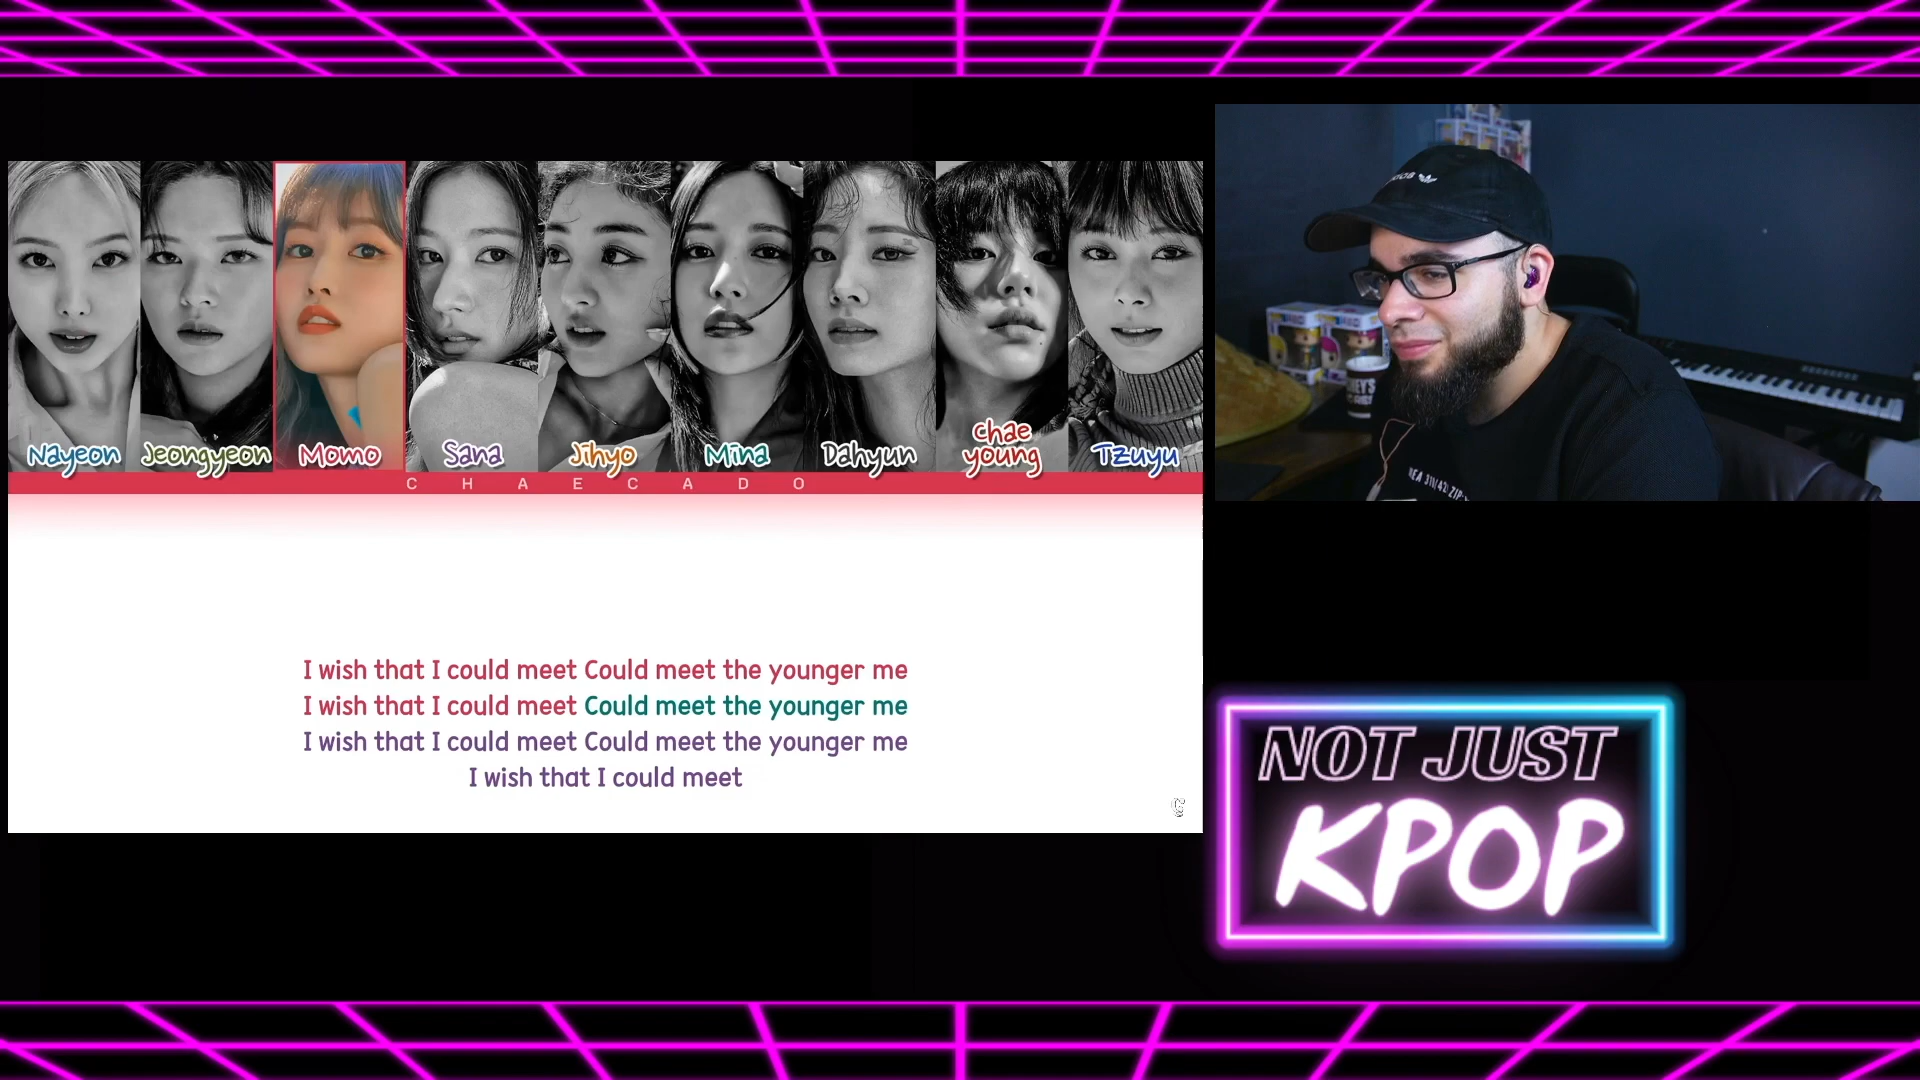 Nayeon
Jeongyeon
Momo
Sana
Jihyo
Mina
Dahyun
Chae
young
Tzuyu
CHAECADO
I wish that I could meet Could meet the younger me
I wish that I could meet Could meet the younger me
I wish that I could meet Could meet the younger me
I wish that I could meet
NOT JUST
KPOP